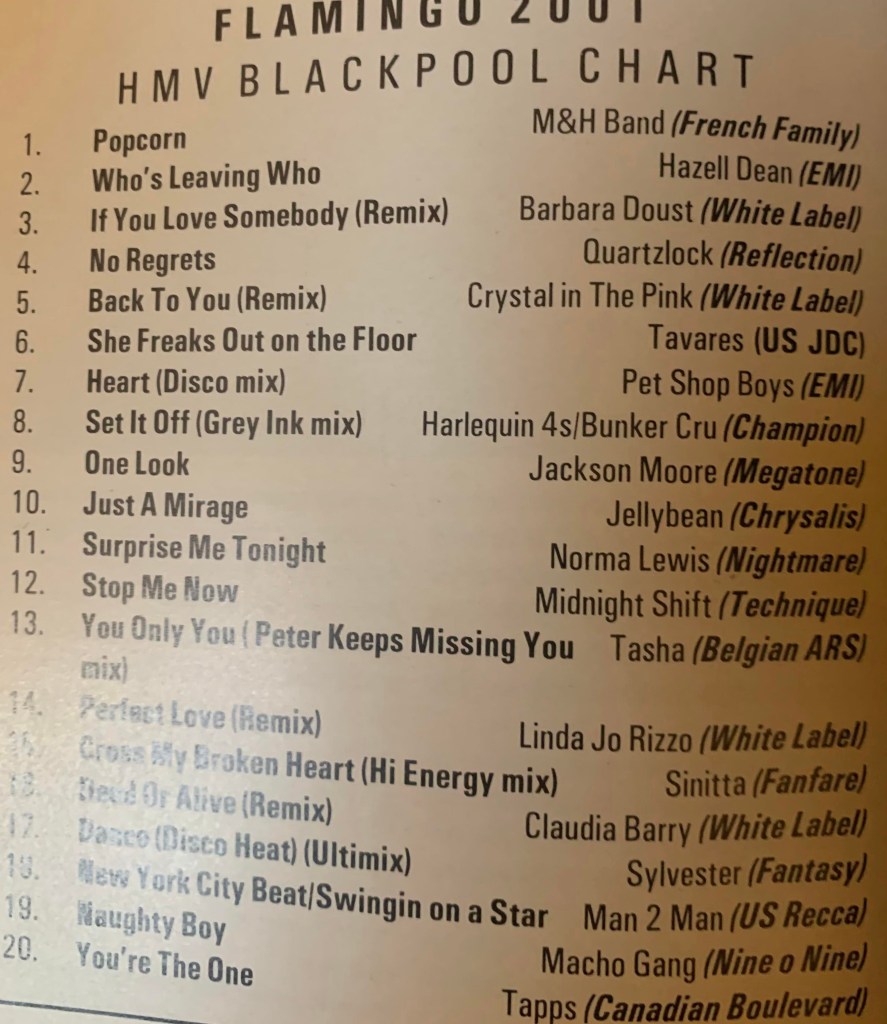 FLAMINGO 2001
HMV BLACKPOOL CHART
1. Popcorn M&H Band (French Family)
2. Who's Leaving Who Hazell Dean (EMI)
3. If You Love Somebody (Remix) Barbara Doust (White Label)
4. No Regrets Quartzlock (Reflection)
5. Back To You (Remix) Crystal in The Pink (White Label)
6. She Freaks Out on the Floor Tavares (US JDC)
7. Heart (Disco mix) Pet Shop Boys (EMI)
8. Set It Off (Grey Ink mix) Harlequin 4s/Bunker Cru (Champion)
9. One Look Jackson Moore (Megatone)
10. Just A Mirage Jellybean (Chrysalis)
11. Surprise Me Tonight Norma Lewis (Nightmare)
12. Stop Me Now Midnight Shift (Technique)
13. You Only You ( Peter Keeps Missing You Tasha (Belgian ARS)
mix)
14. Perfect Love (Remix) Linda Jo Rizzo (White Label)
15. Cross My Broken Heart (Hi Energy mix) Sinitta (Fanfare)
16. Dead Or Alive (Remix) Claudia Barry (White Label)
17. Dance (Disco Heat) (Ultimix) Sylvester (Fantasy)
18. New York City Beat/Swingin on a Star Man 2 Man (US Recca)
19. Naughty Boy Macho Gang (Nine o Nine)
20. You're The One Tapps (Canadian Boulevard)